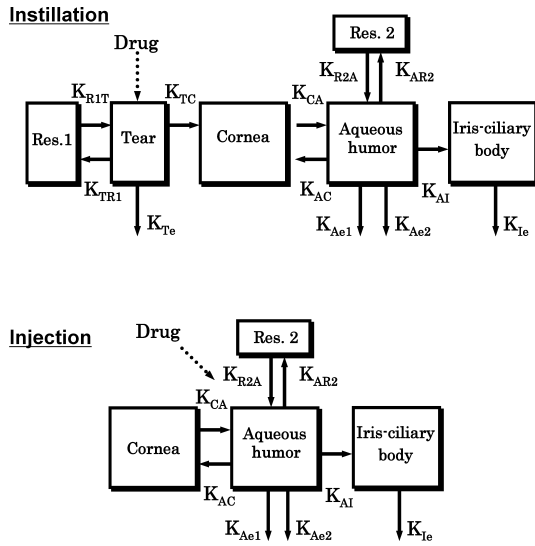 Instillation
Drug
Res. 2
K_R1T
K_TC
K_R2A
K_AR2
K_CA
Res.1
Tear
Cornea
Aqueous
humor
Iris-ciliary
body
K_TR1
K_AC
K_AI
K_Te
K_Ae1
K_Ae2
K_Ie
Injection
Drug
Res. 2
K_R2A
K_AR2
K_CA
Cornea
Aqueous
humor
Iris-ciliary
body
K_AC
K_AI
K_Ae1
K_Ae2
K_Ie